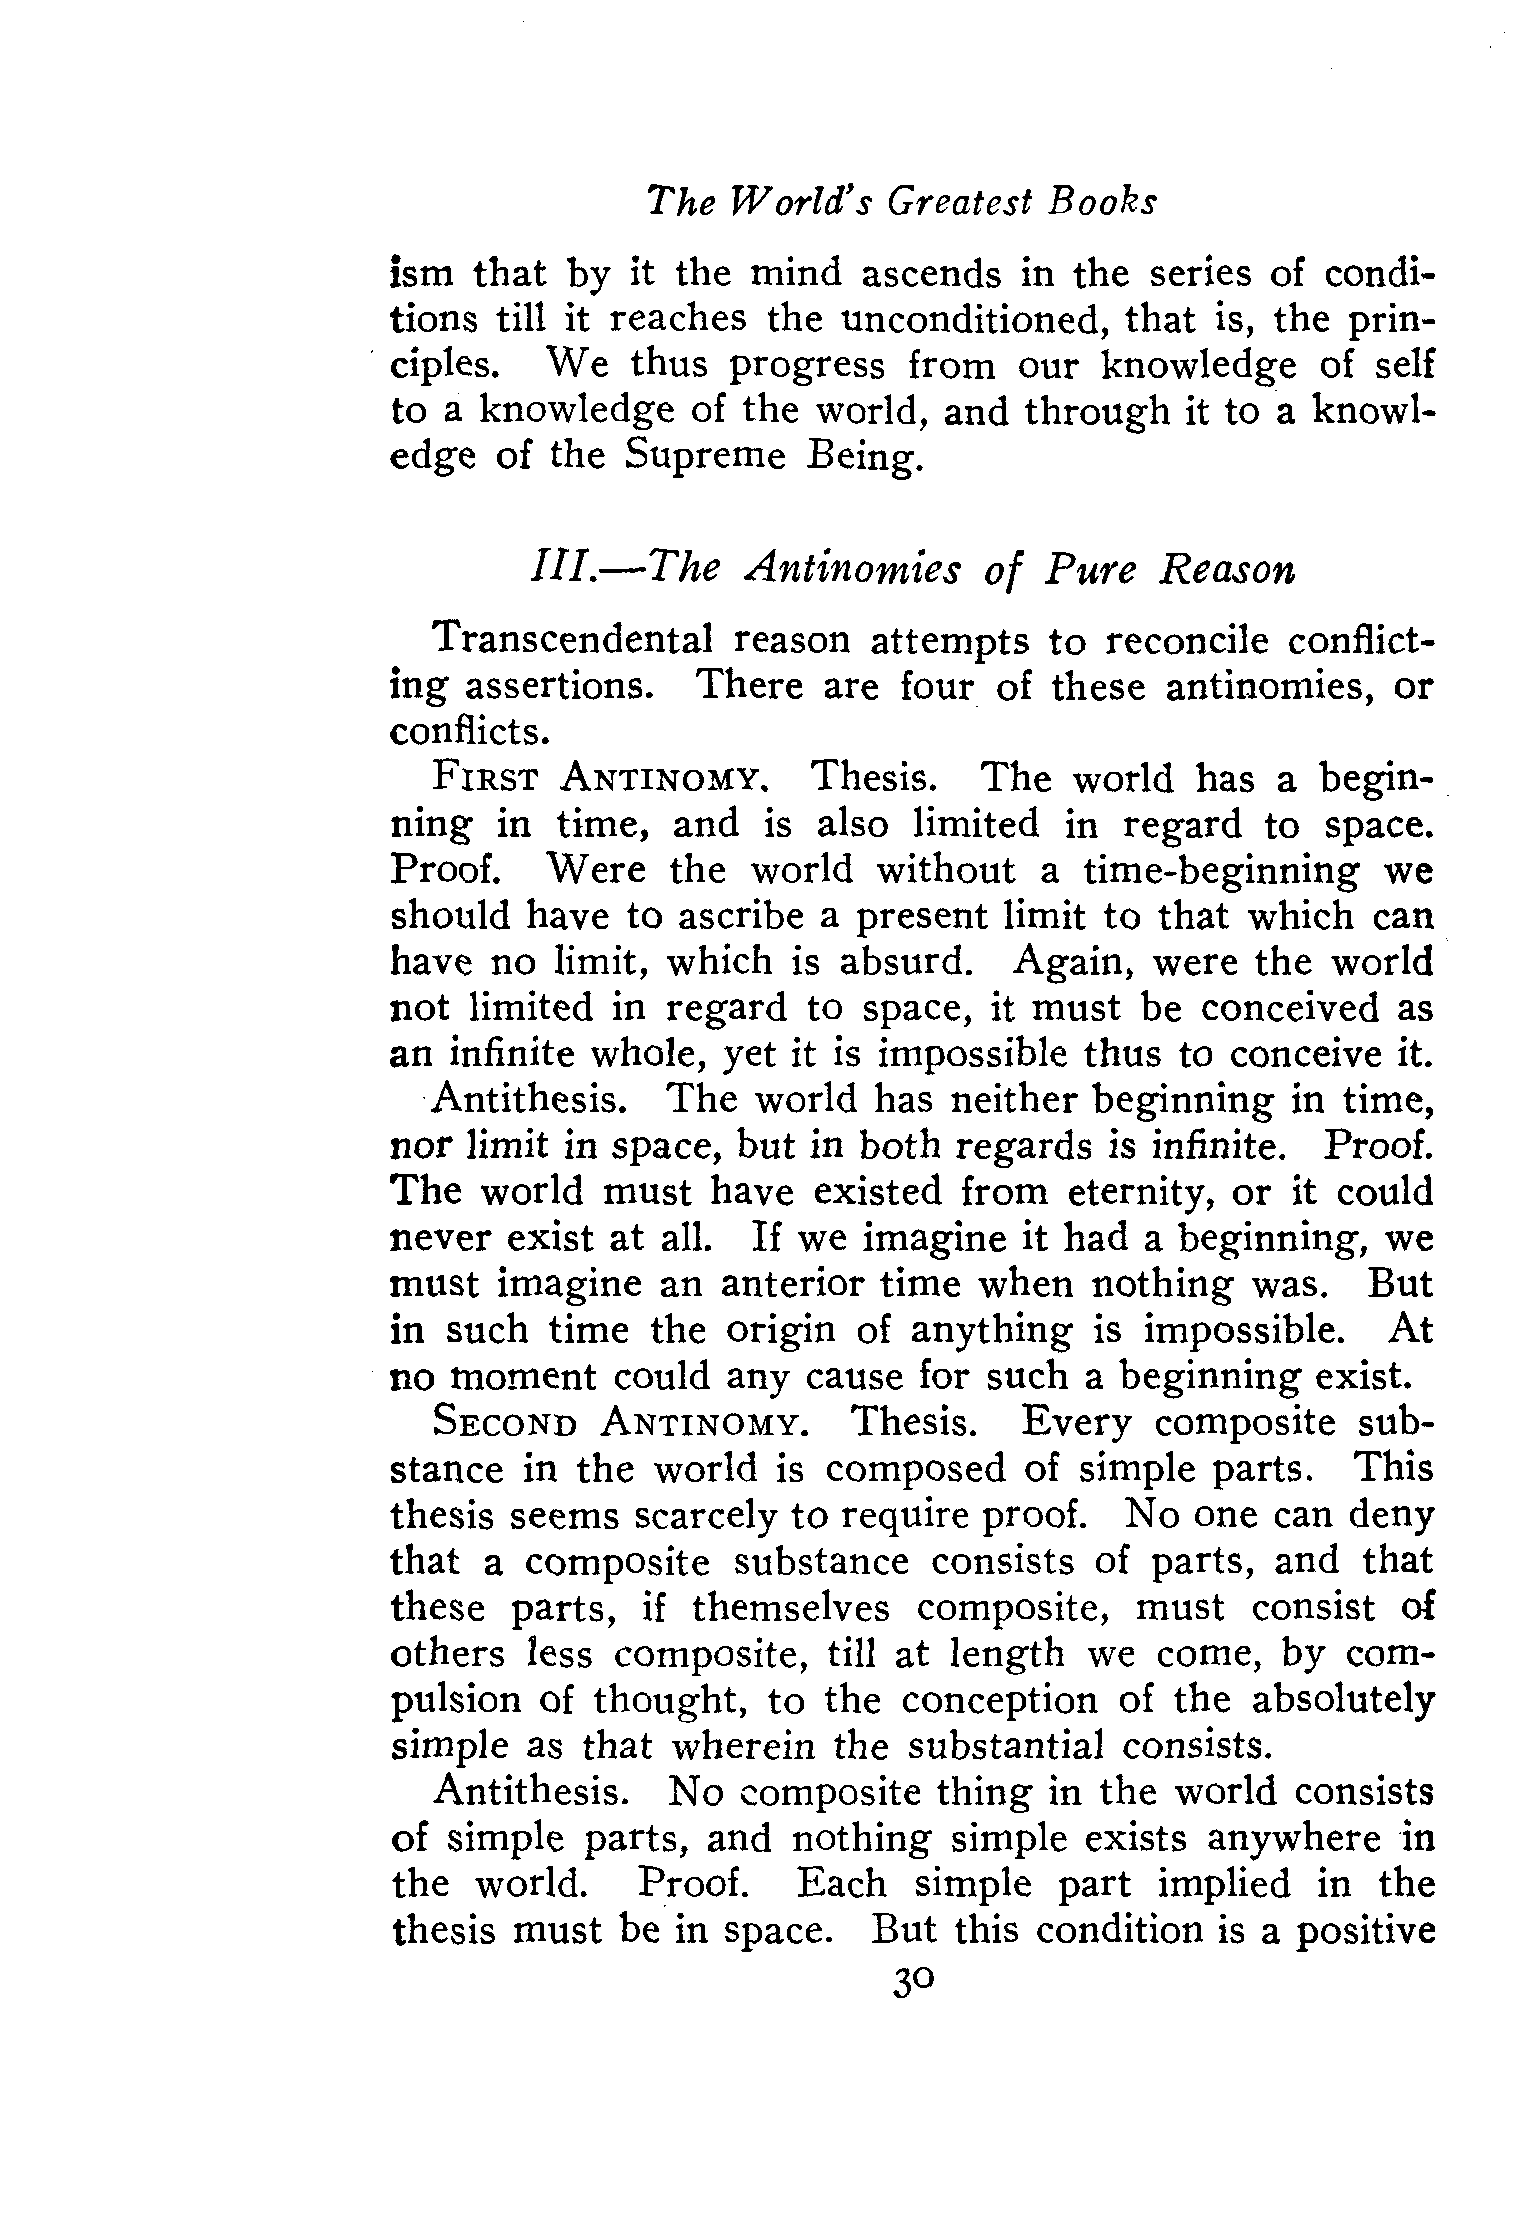 The World's Greatest Books
ism that by it the mind ascends in the series of condi-
tions till it reaches the unconditioned, that is, the prin-
ciples. We thus progress from our knowledge of self
to a knowledge of the world, and through it to a knowl-
edge of the Supreme Being.
III.—The Antinomies of Pure Reason
Transcendental reason attempts to reconcile conflict-
ing assertions. There are four of these antinomies, or
conflicts.
FIRST ANTINOMY. Thesis. The world has a begin-
ning in time, and is also limited in regard to space.
Proof. Were the world without a time-beginning we
should have to ascribe a present limit to that which can
have no limit, which is absurd. Again, were the world
not limited in regard to space, it must be conceived as
an infinite whole, yet it is impossible thus to conceive it.
Antithesis. The world has neither beginning in time,
nor limit in space, but in both regards is infinite. Proof.
The world must have existed from eternity, or it could
never exist at all. If we imagine it had a beginning, we
must imagine an anterior time when nothing was. But
in such time the origin of anything is impossible. At
no moment could any cause for such a beginning exist.
SECOND ANTINOMY. Thesis. Every composite sub-
stance in the world is composed of simple parts. This
thesis seems scarcely to require proof. No one can deny
that a composite substance consists of parts, and that
these parts, if themselves composite, must consist of
others less composite, till at length we come, by com-
pulsion of thought, to the conception of the absolutely
simple as that wherein the substantial consists.
Antithesis. No composite thing in the world consists
of simple parts, and nothing simple exists anywhere in
the world. Proof. Each simple part implied in the
thesis must be in space. But this condition is a positive
30